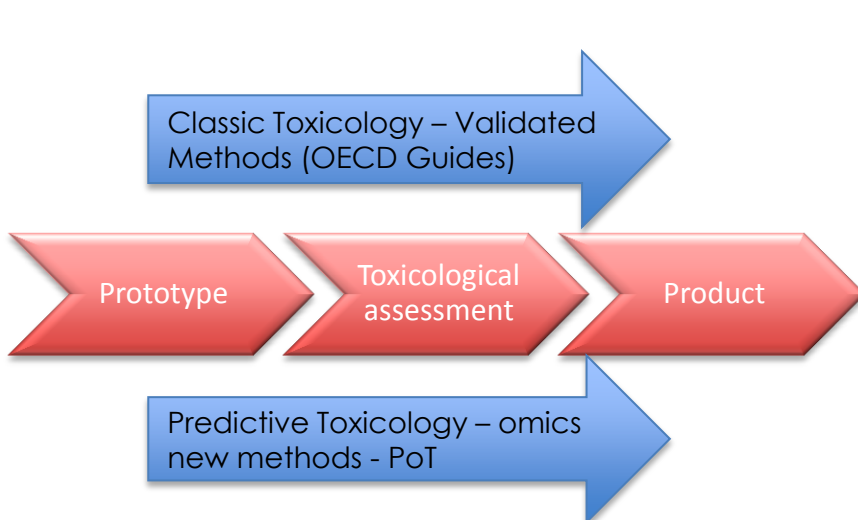 Classic Toxicology – Validated
Methods (OECD Guides)
Prototype
Toxicological
assessment
Product
Predictive Toxicology – omics
new methods - PoT